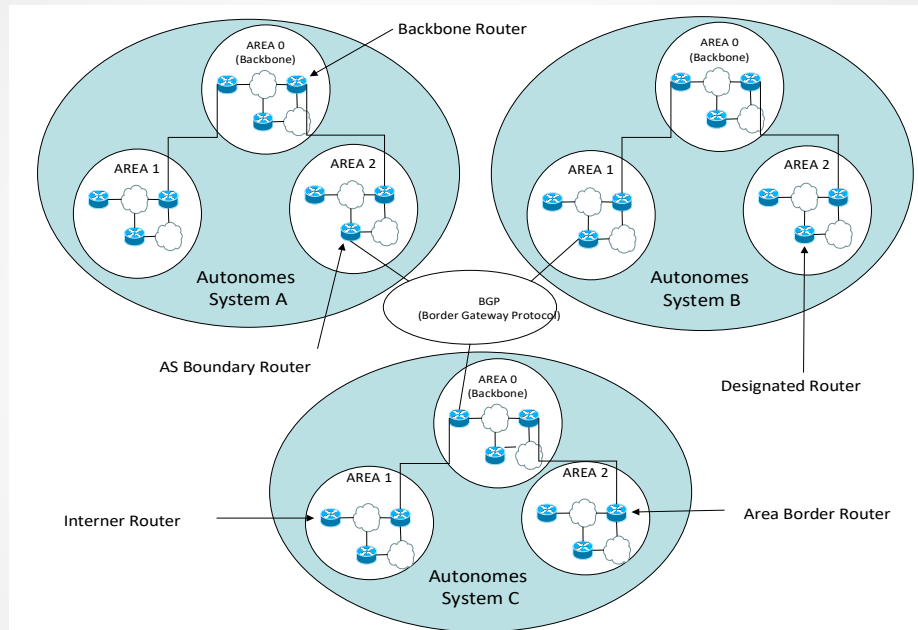 Backbone Router
AREA 0
(Backbone)
AREA 1
AREA 2
Autonomes
System A
AREA 0
(Backbone)
AREA 1
AREA 2
Autonomes
System B
BGP
(Border Gateway Protocol)
AS Boundary Router
Designated Router
AREA 0
(Backbone)
AREA 1
AREA 2
Interner Router
Area Border Router
Autonomes
System C